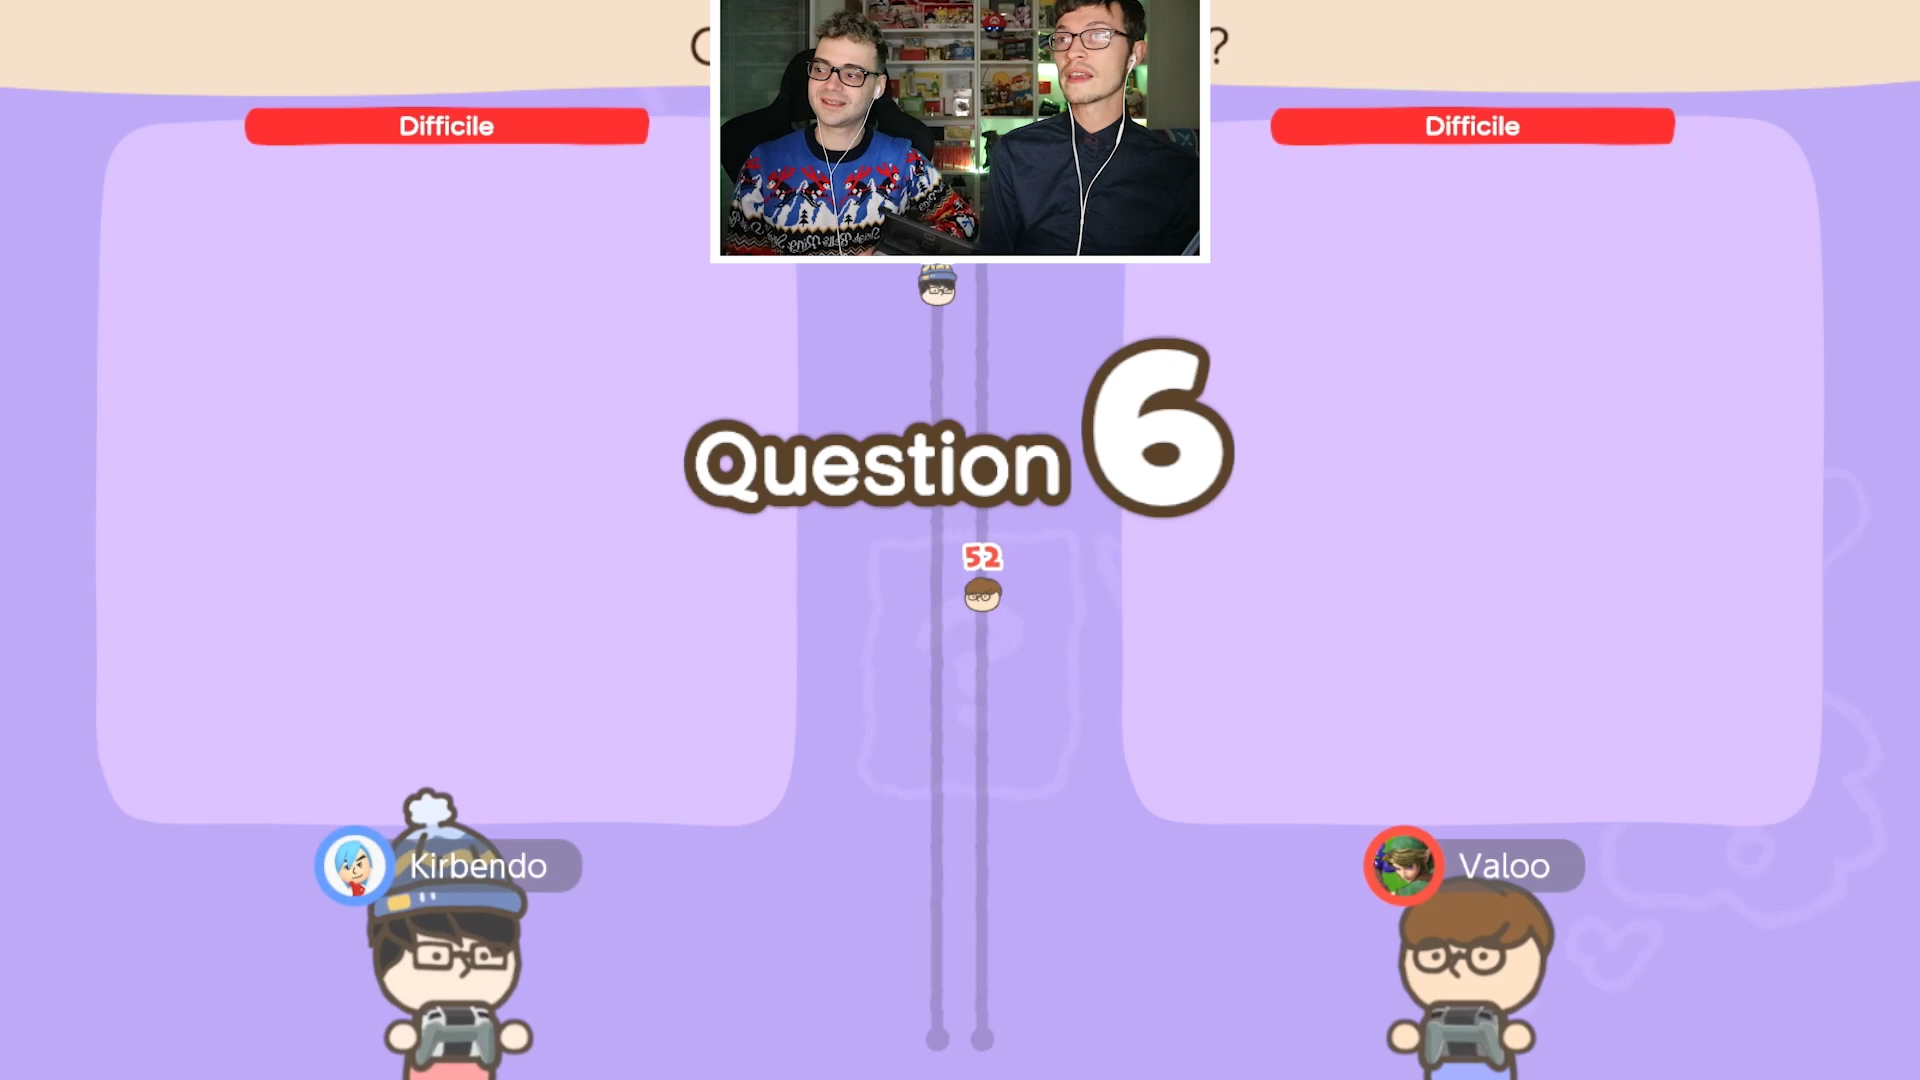 ?
Difficile
Difficile
Question 6
52
Kirbendo
Valoo